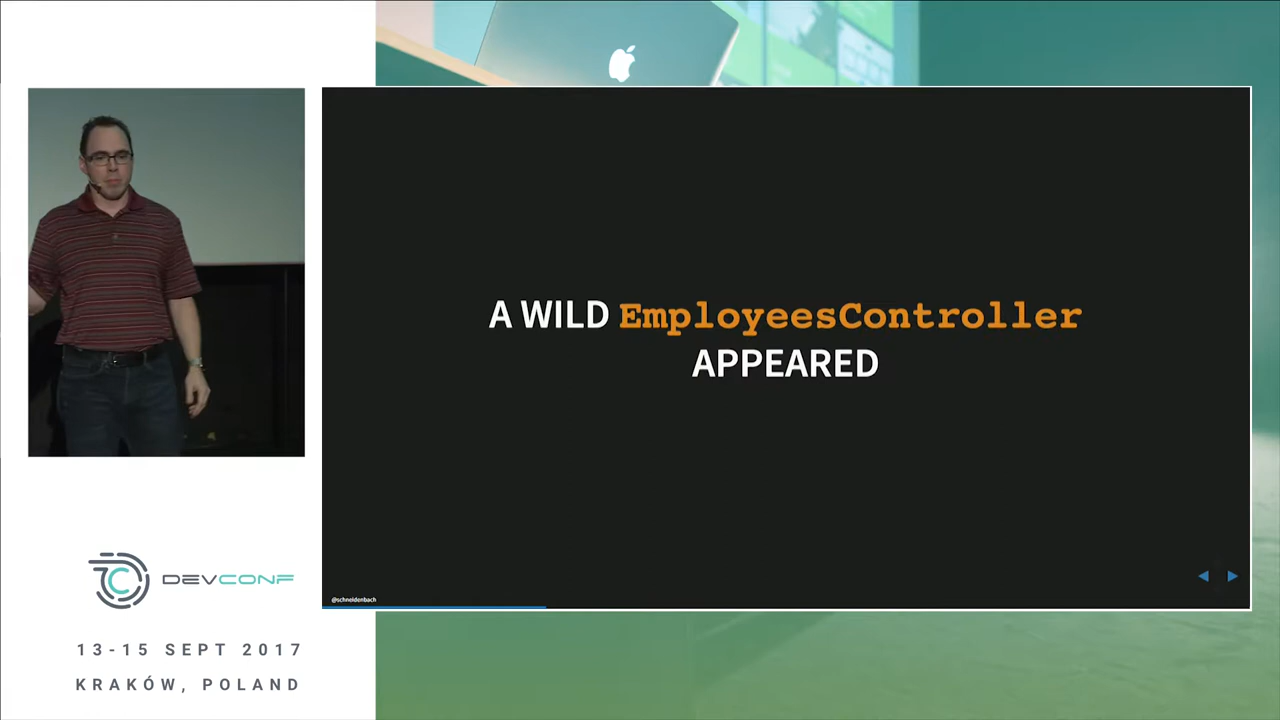 A WILD EmployeesController
APPEARED
@schneidenbach
DEVCONF
13-15 SEPT 2017
KRAKÓW, POLAND